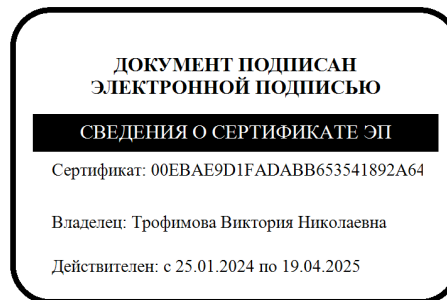 ДОКУМЕНТ ПОДПИСАН
ЭЛЕКТРОННОЙ ПОДПИСЬЮ
СВЕДЕНИЯ О СЕРТИФИКАТЕ ЭП
Сертификат: 00EBAE9D1FADABB653541892A64
Владелец: Трофимова Виктория Николаевна
Действителен: с 25.01.2024 по 19.04.2025